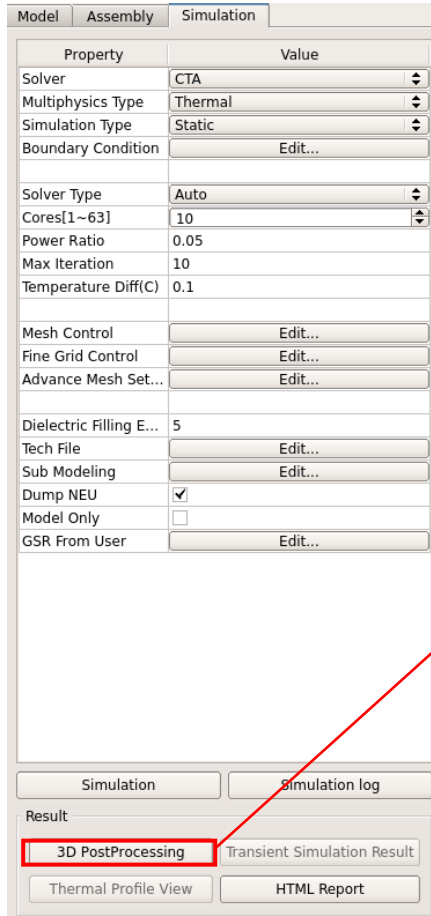 Model Assembly Simulation
Property Value
Solver CTA
Multiphysics Type Thermal
Simulation Type Static
Boundary Condition Edit...
Solver Type Auto
Cores[1~63] 10
Power Ratio 0.05
Max Iteration 10
Temperature Diff(C) 0.1
Mesh Control Edit...
Fine Grid Control Edit...
Advance Mesh Set... Edit...
Dielectric Filling E... 5
Tech File Edit...
Sub Modeling Edit...
Dump NEU
Model Only
GSR From User Edit...
Simulation Simulation log
Result
3D PostProcessing Transient Simulation Result
Thermal Profile View HTML Report